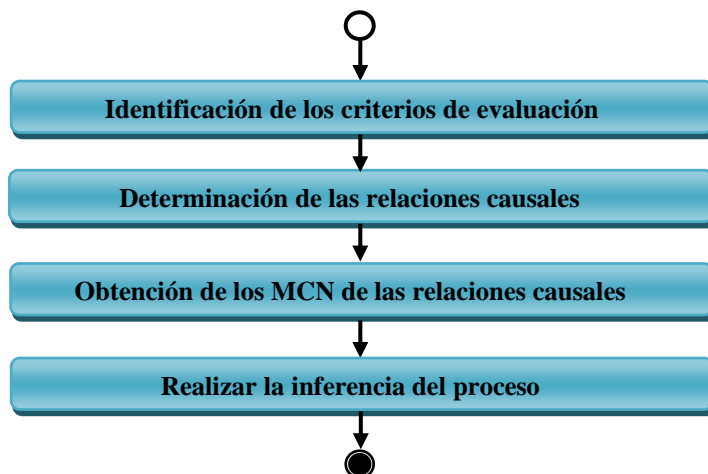 Identificación de los criterios de evaluación
Determinación de las relaciones causales
Obtención de los MCN de las relaciones causales
Realizar la inferencia del proceso